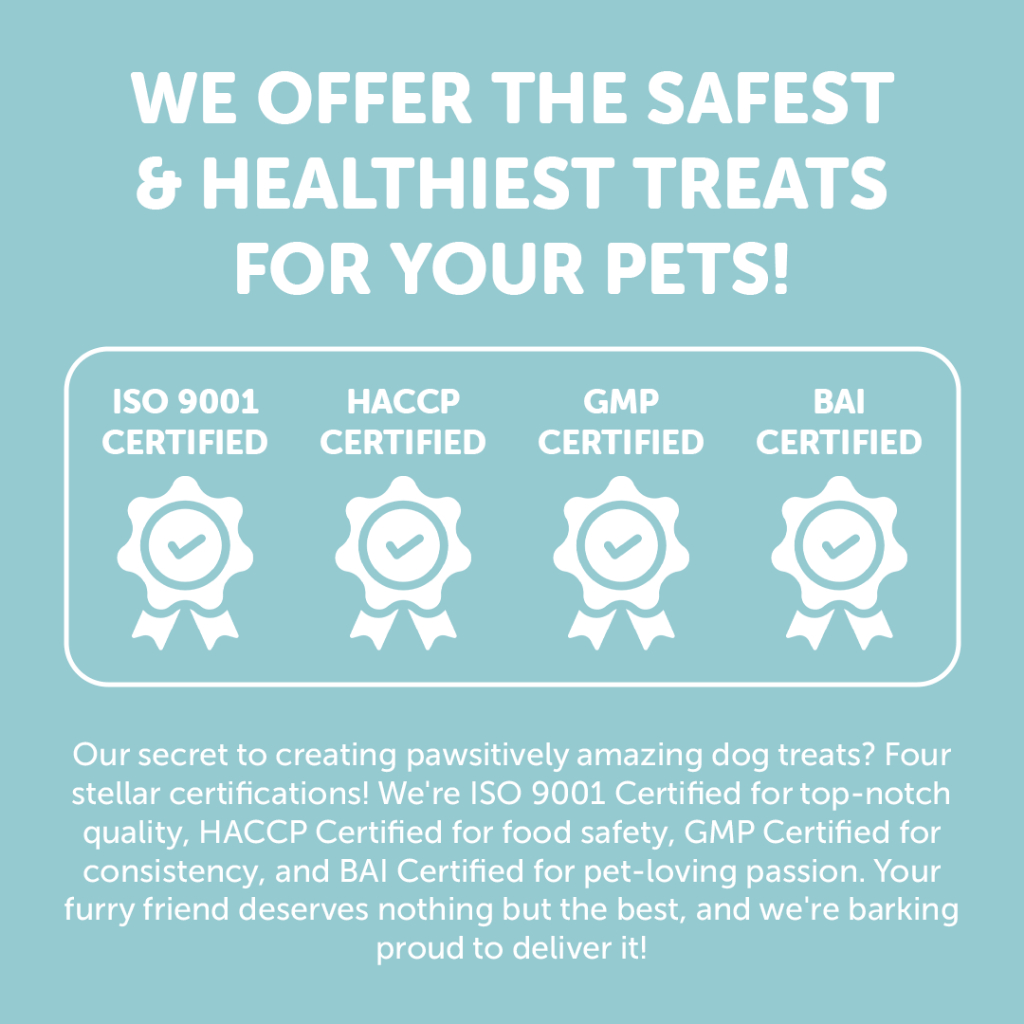 WE OFFER THE SAFEST
& HEALTHIEST TREATS
FOR YOUR PETS!
ISO 9001
CERTIFIED
HACCP
CERTIFIED
GMP
CERTIFIED
BAI
CERTIFIED
Our secret to creating pawsitively amazing dog treats? Four
stellar certifications! We're ISO 9001 Certified for top-notch
quality, HACCP Certified for food safety, GMP Certified for
consistency, and BAI Certified for pet-loving passion. Your
furry friend deserves nothing but the best, and we're barking
proud to deliver it!